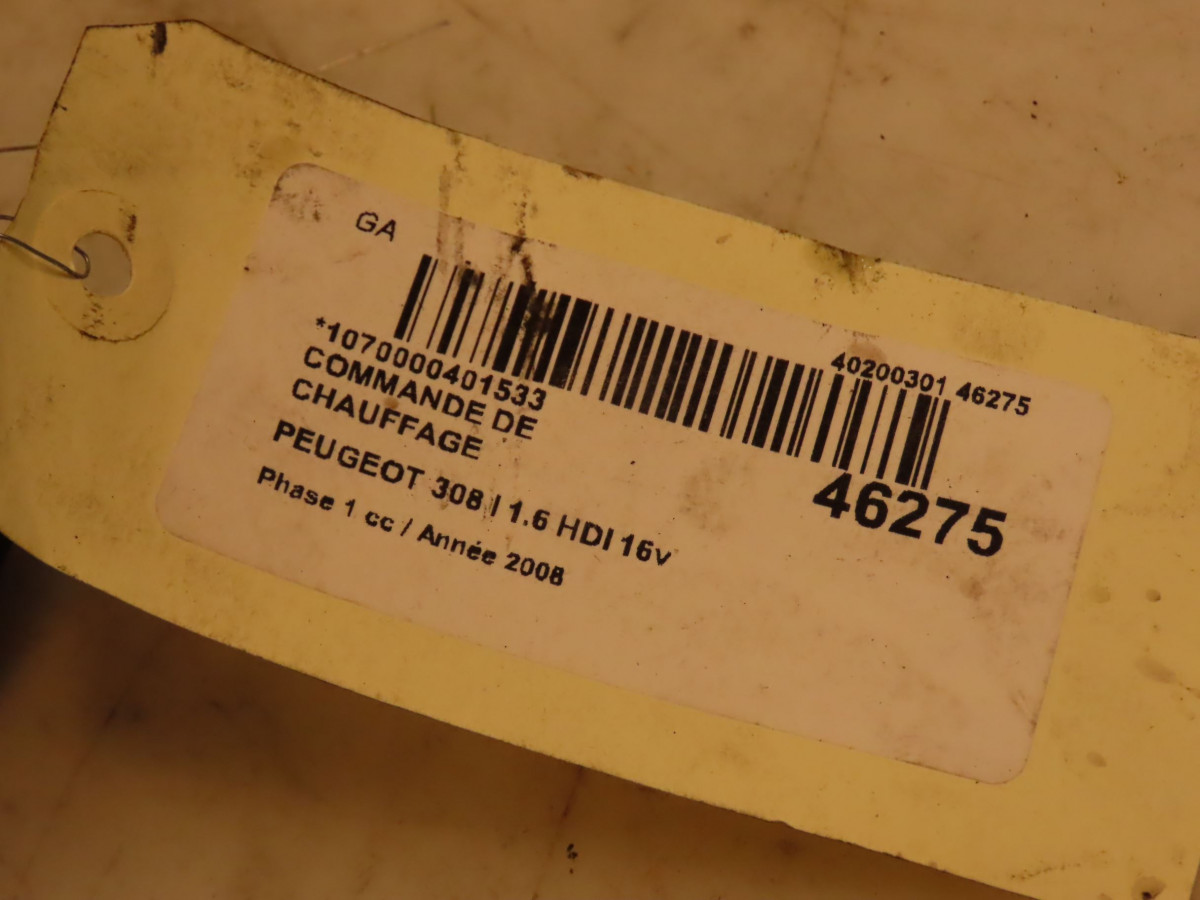 GA
*1070000401533
40200301 46275
COMMANDE DE
CHAUFFAGE
46275
PEUGEOT 308 I 1.6 HDI 16v
Phase 1 cc / Année 2008